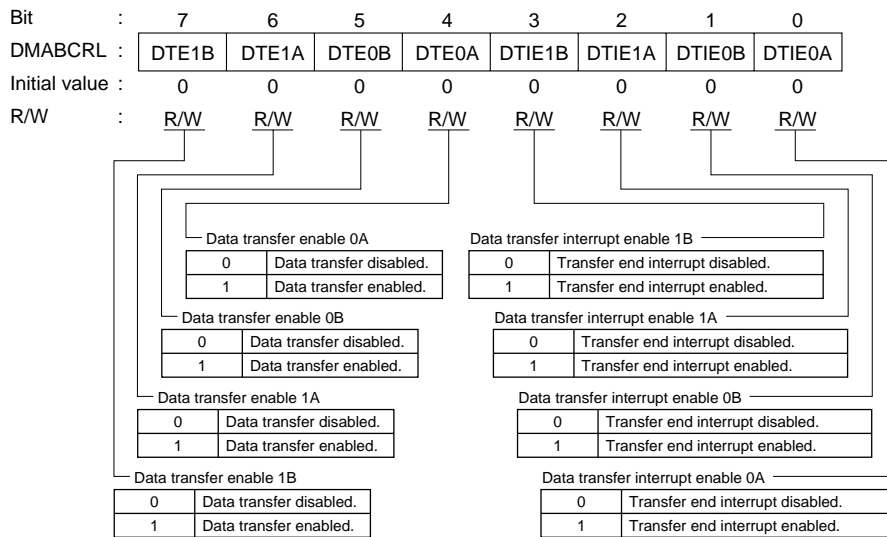 Bit : 7 6 5 4 3 2 1 0
DMABCRL : DTE1B DTE1A DTE0B DTE0A DTIE1B DTIE1A DTIE0B DTIE0A
Initial value : 0 0 0 0 0 0 0 0
R/W : R/W R/W R/W R/W R/W R/W R/W R/W
Data transfer enable 0A
0 Data transfer disabled.
1 Data transfer enabled.
Data transfer interrupt enable 1B
0 Transfer end interrupt disabled.
1 Transfer end interrupt enabled.
Data transfer enable 0B
0 Data transfer disabled.
1 Data transfer enabled.
Data transfer interrupt enable 1A
0 Transfer end interrupt disabled.
1 Transfer end interrupt enabled.
Data transfer enable 1A
0 Data transfer disabled.
1 Data transfer enabled.
Data transfer interrupt enable 0B
0 Transfer end interrupt disabled.
1 Transfer end interrupt enabled.
Data transfer enable 1B
0 Data transfer disabled.
1 Data transfer enabled.
Data transfer interrupt enable 0A
0 Transfer end interrupt disabled.
1 Transfer end interrupt enabled.